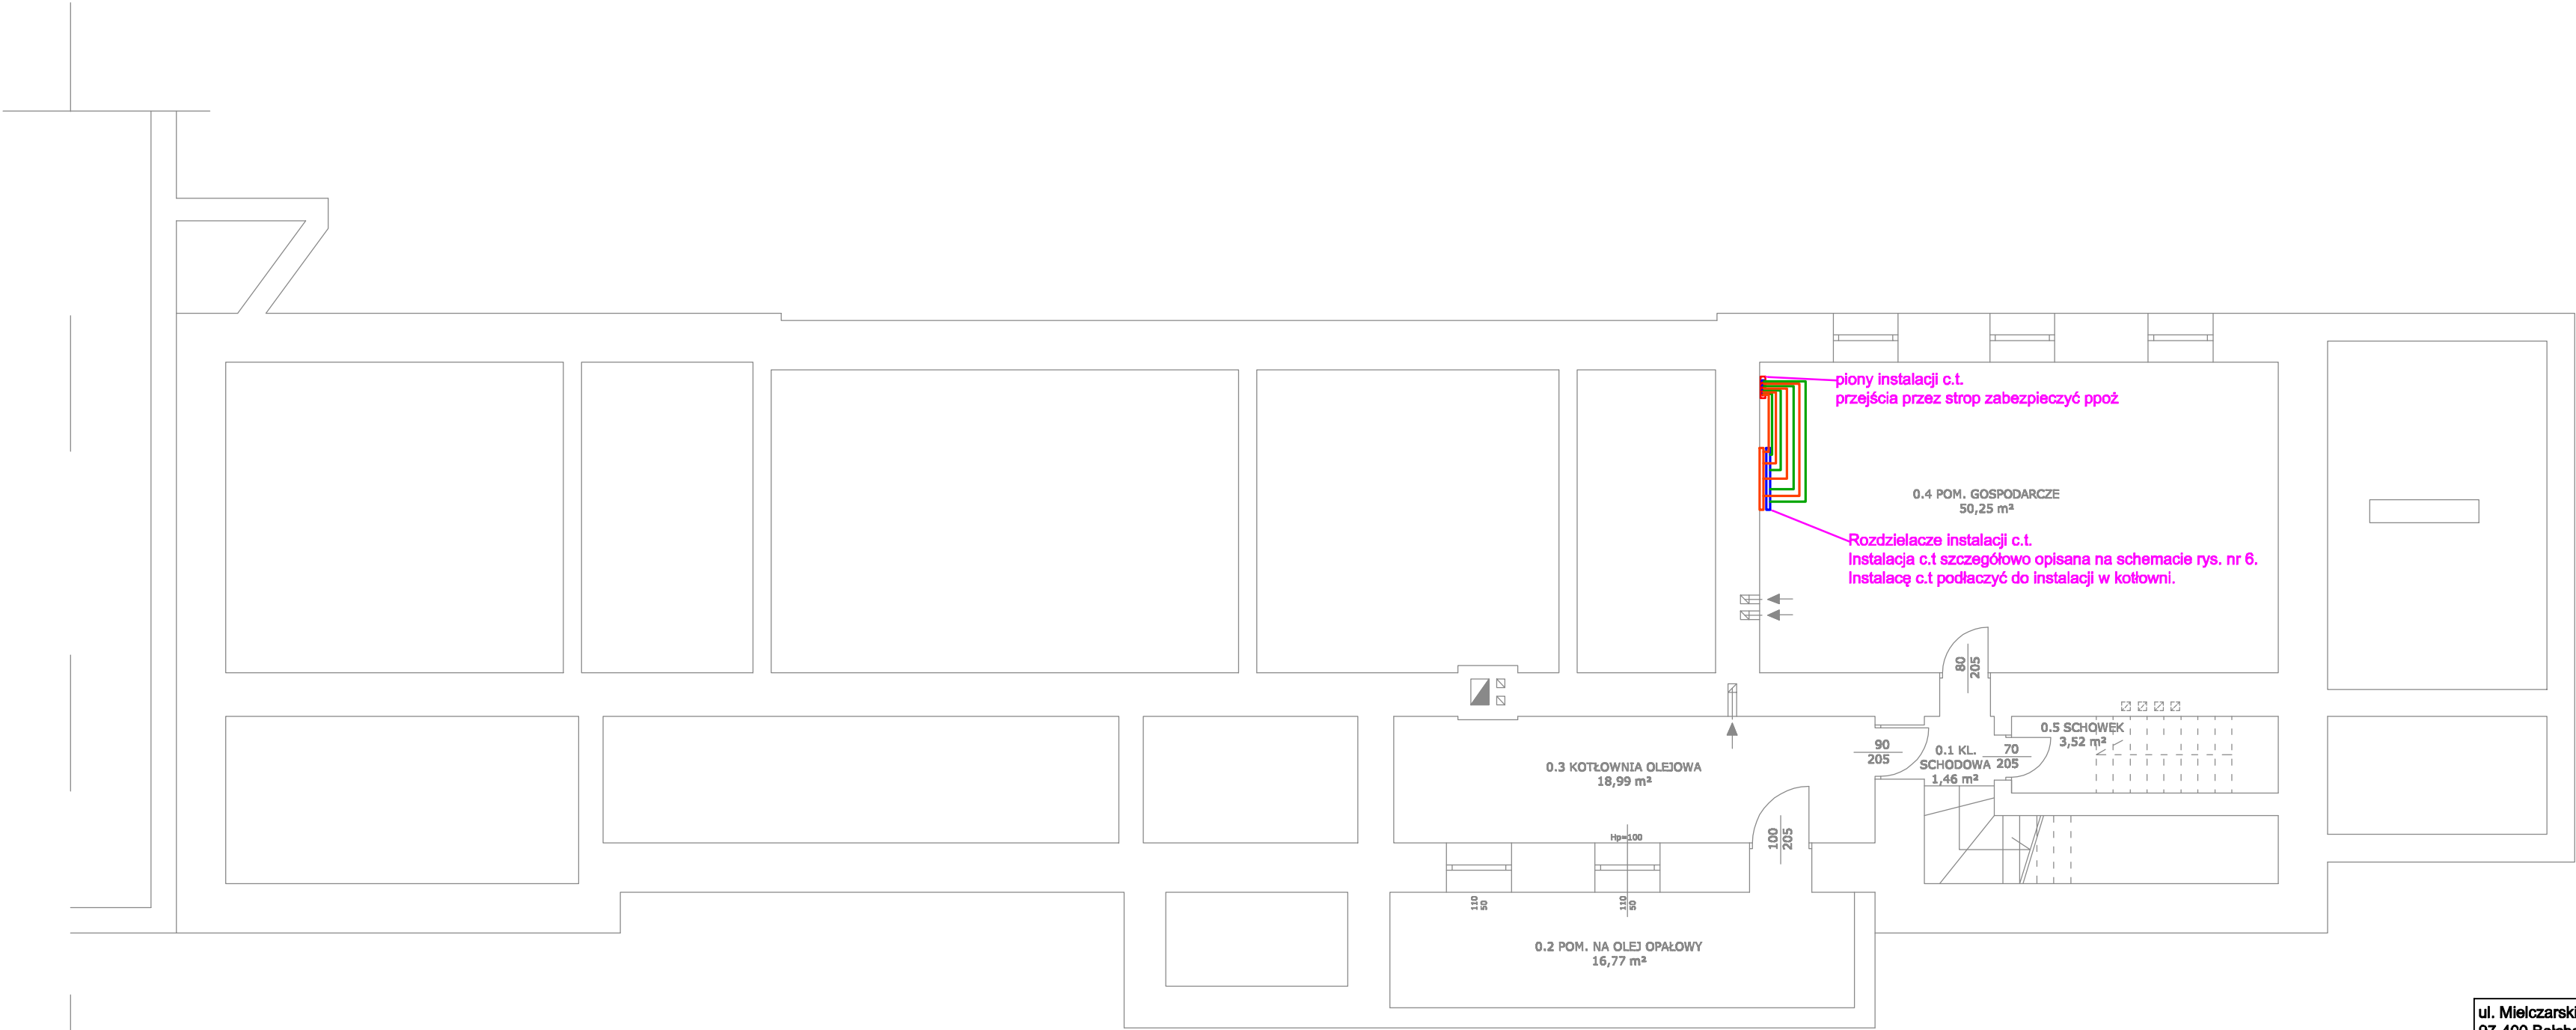 piony instalacji c.t.
przejścia przez strop zabezpieczyć ppoż
0.4 POM. GOSPODARCZE
50,25 m²
Rozdzielacze instalacji c.t.
Instalacja c.t szczegółowo opisana na schemacie rys. nr 6.
Instalacę c.t podłaczyć do instalacji w kotłowni.
80
205
0.5 SCHOWEK
3,52 m²
90
205
0.1 KL.
SCHODOWA
1,46 m²
70
205
0.3 KOTŁOWNIA OLEJOWA
18,99 m²
Hp=100
100
205
110
50
110
50
0.2 POM. NA OLEJ OPAŁOWY
16,77 m²
ul. Mielczarski